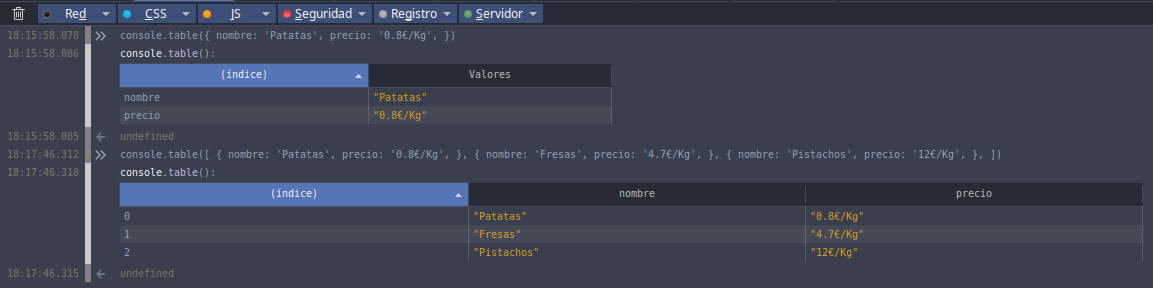 Red CSS JS Seguridad Registro Servidor
18:15:58.078 console.table({ nombre: 'Patatas', precio: '0.8€/Kg', })
18:15:58.086 console.table():
(índice) Valores
nombre "Patatas"
precio "0.8€/Kg"
18:15:58.085 undefined
18:17:46.312 console.table([ { nombre: 'Patatas', precio: '0.8€/Kg', }, { nombre: 'Fresas', precio: '4.7€/Kg', }, { nombre: 'Pistachos', precio: '12€/Kg', }, ])
18:17:46.318 console.table():
(índice) nombre precio
0 "Patatas" "0.8€/Kg"
1 "Fresas" "4.7€/Kg"
2 "Pistachos" "12€/Kg"
18:17:46.315 undefined